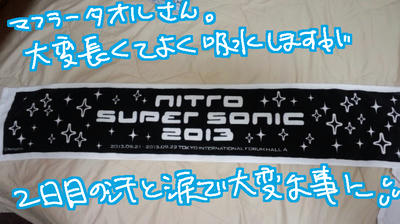 マフラータオルさん。
大変長くてよく吸水しますが
NITRO
SUPER SONIC
2013
2013.09.21 - 2013.09.22 TOKYO INTERNATIONAL FORUM HALL A
2日目の汗と涙で大変な事に